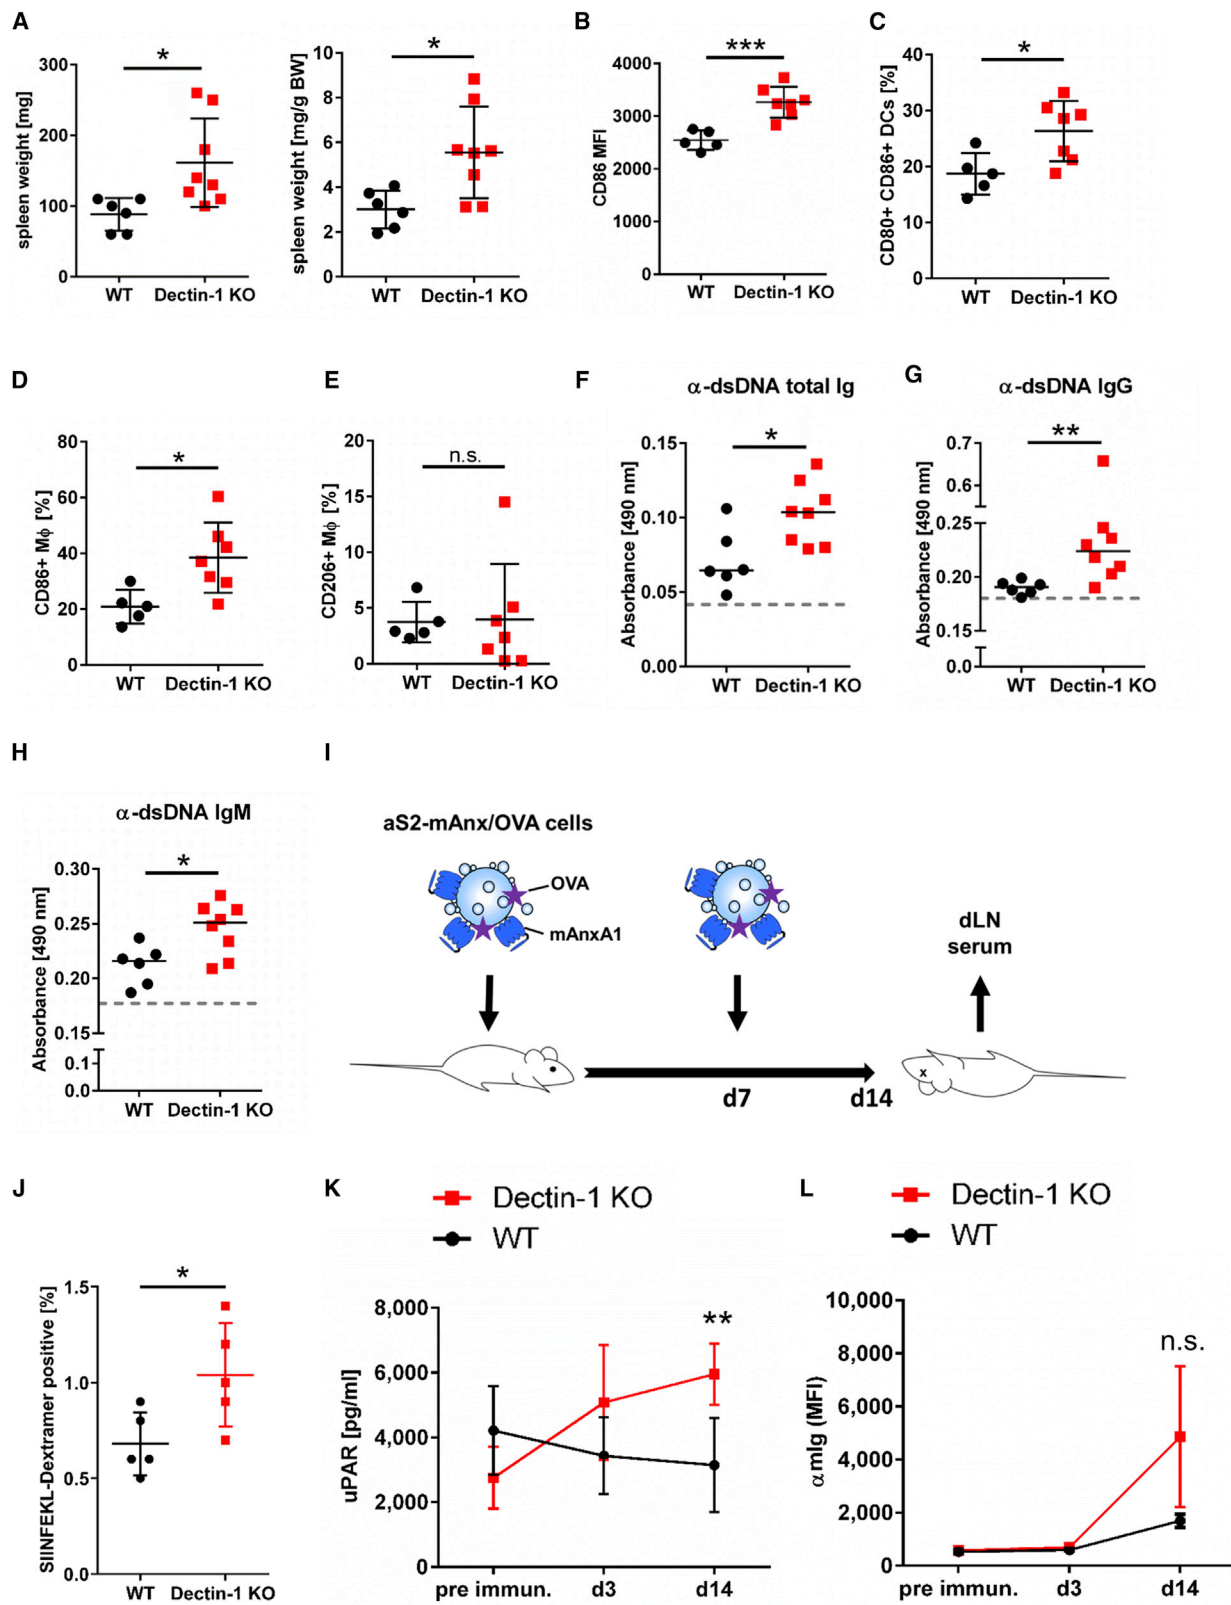 A
spleen weight [mg]
300
200
100
0
*
WT
Dectin-1 KO
spleen weight [mg/g BW]
10
8
6
4
2
0
*
WT
Dectin-1 KO
B
CD86 MFI
4000
3000
2000
1000
0
***
WT
Dectin-1 KO
C
CD80+ CD86+ DCs [%]
40
30
20
10
0
*
WT
Dectin-1 KO
D
CD86+ Mϕ [%]
80
60
40
20
0
*
WT
Dectin-1 KO
E
CD206+ Mϕ [%]
20
15
10
5
0
n.s.
WT
Dectin-1 KO
F
α-dsDNA total Ig
Absorbance [490 nm]
0.15
0.10
0.05
0.00
*
WT
Dectin-1 KO
G
α-dsDNA IgG
Absorbance [490 nm]
0.7
0.6
0.25
0.20
0.15
0.0
**
WT
Dectin-1 KO
H
α-dsDNA IgM
Absorbance [490 nm]
0.30
0.25
0.20
0.15
0.1
0.0
*
WT
Dectin-1 KO
I
aS2-mAnx/OVA cells
OVA
mAnxA1
dLN
serum
x
d7
d14
J
SIINFEKL-Dextramer positive [%]
1.5
1.0
0.5
0.0
*
WT
Dectin-1 KO
K
Dectin-1 KO
WT
uPAR [pg/ml]
8,000
6,000
4,000
2,000
0
**
pre immun.
d3
d14
L
Dectin-1 KO
WT
α mIg (MFI)
10,000
8,000
6,000
4,000
2,000
0
n.s.
pre immun.
d3
d14